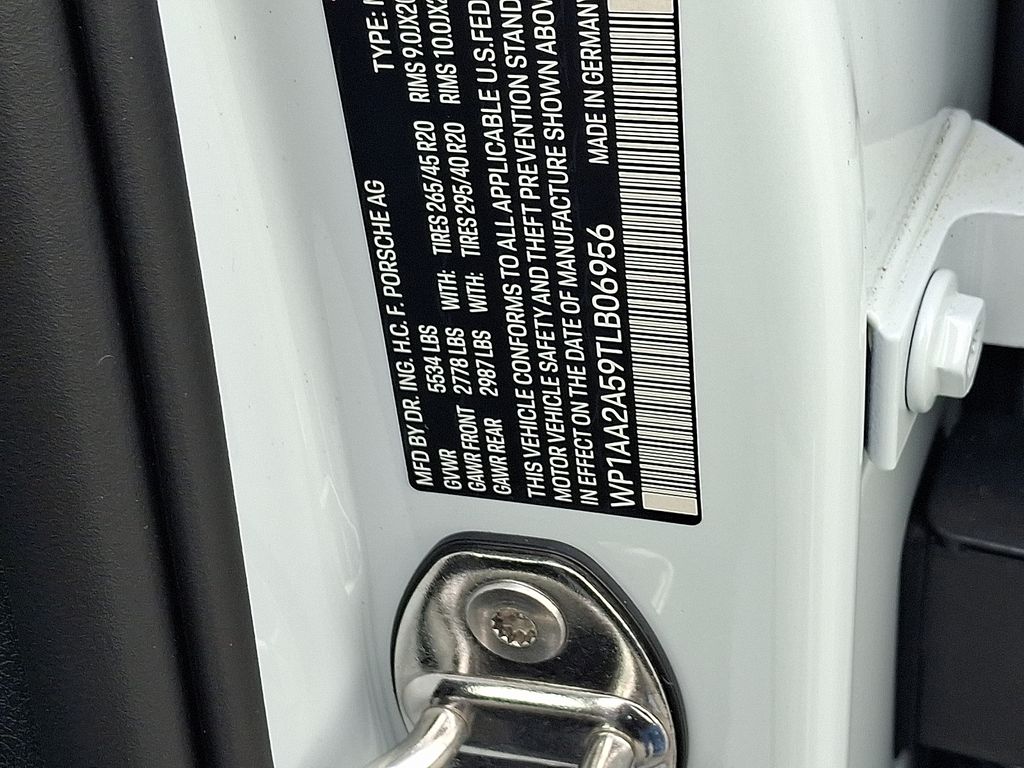 MFD BY DR. ING. H.C. F. PORSCHE AG TYPE:
GVWR 5534 LBS WITH: TIRES 265/45 R20 RIMS 9.0JX20
GAWR FRONT 2778 LBS WITH: TIRES 295/40 R20 RIMS 10.0JX2
GAWR REAR 2987 LBS
THIS VEHICLE CONFORMS TO ALL APPLICABLE U.S. FED
MOTOR VEHICLE SAFETY AND THEFT PREVENTION STAND
IN EFFECT ON THE DATE OF MANUFACTURE SHOWN ABOV
MADE IN GERMANY
WP1AA2A59TLB06956